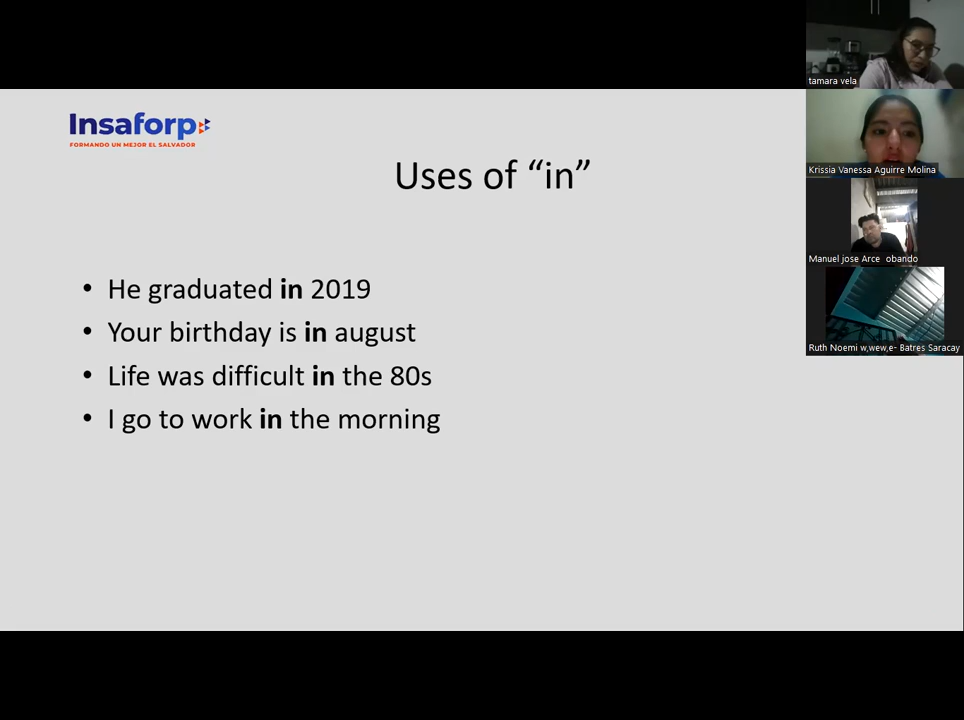 Insaforp
FORMANDO UN MEJOR EL SALVADOR
Uses of “in”
• He graduated in 2019
• Your birthday is in august
• Life was difficult in the 80s
• I go to work in the morning
tamara vela
Krissia Vanessa Aguirre Molina
Manuel jose Arce obando
Ruth Noemi w,wew,e- Batres Saracay